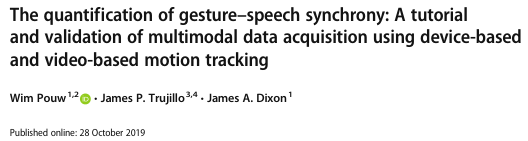 The quantification of gesture–speech synchrony: A tutorial
and validation of multimodal data acquisition using device-based
and video-based motion tracking
Wim Pouw 1,2 · James P. Trujillo 3,4 · James A. Dixon 1
Published online: 28 October 2019